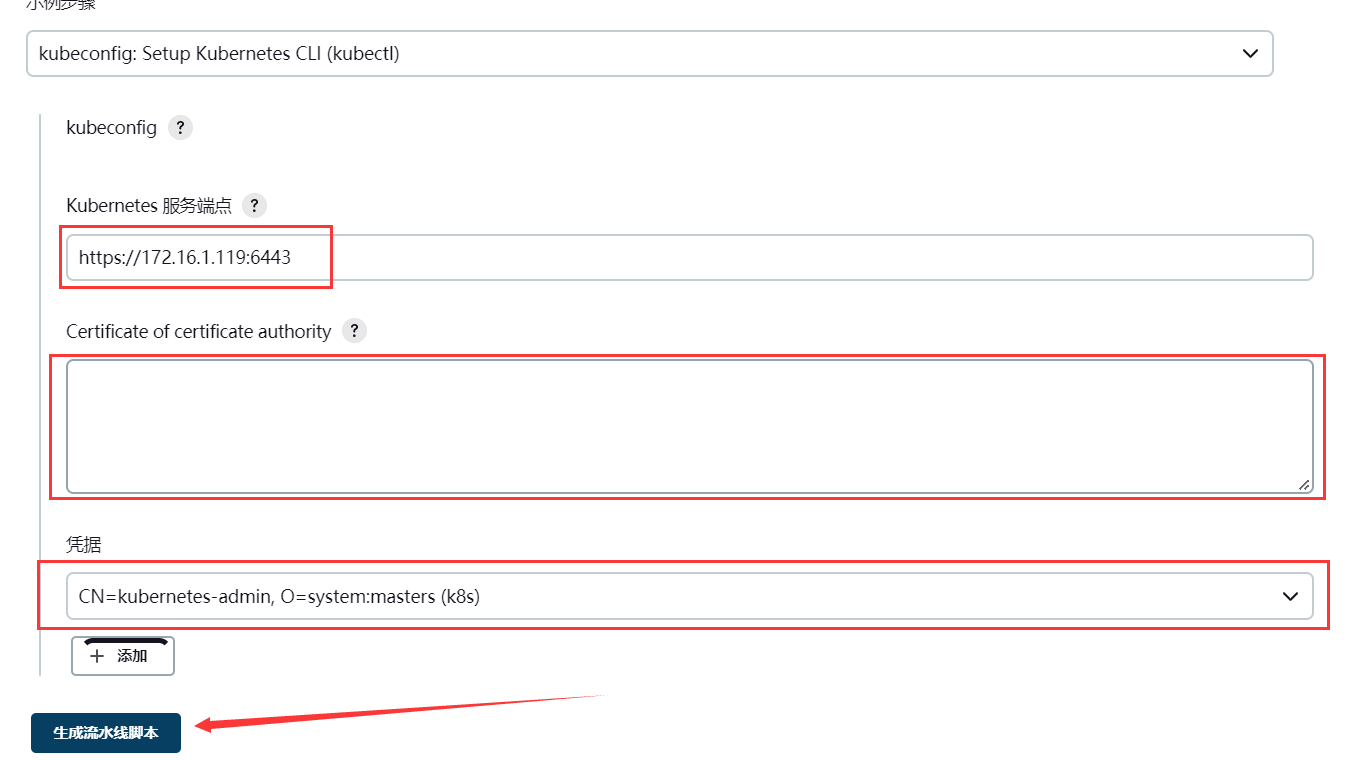 示例步骤
kubeconfig: Setup Kubernetes CLI (kubectl)
kubeconfig ?
Kubernetes 服务端点 ?
https://172.16.1.119:6443
Certificate of certificate authority ?
凭据
CN=kubernetes-admin, O=system:masters (k8s)
+ 添加
生成流水线脚本